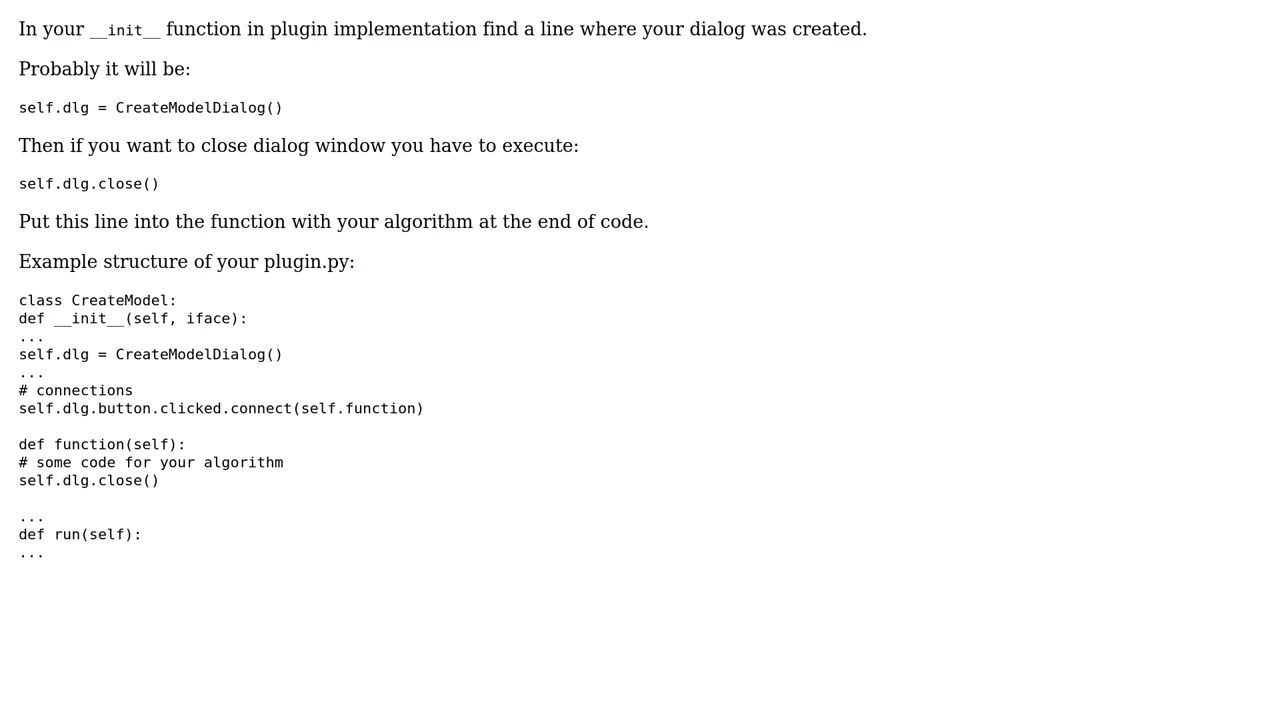 In your __init__ function in plugin implementation find a line where your dialog was created.
Probably it will be:
self.dlg = CreateModelDialog()
Then if you want to close dialog window you have to execute:
self.dlg.close()
Put this line into the function with your algorithm at the end of code.
Example structure of your plugin.py:
class CreateModel:
def __init__(self, iface):
...
self.dlg = CreateModelDialog()
...
# connections
self.dlg.button.clicked.connect(self.function)
def function(self):
# some code for your algorithm
self.dlg.close()
...
def run(self):
...